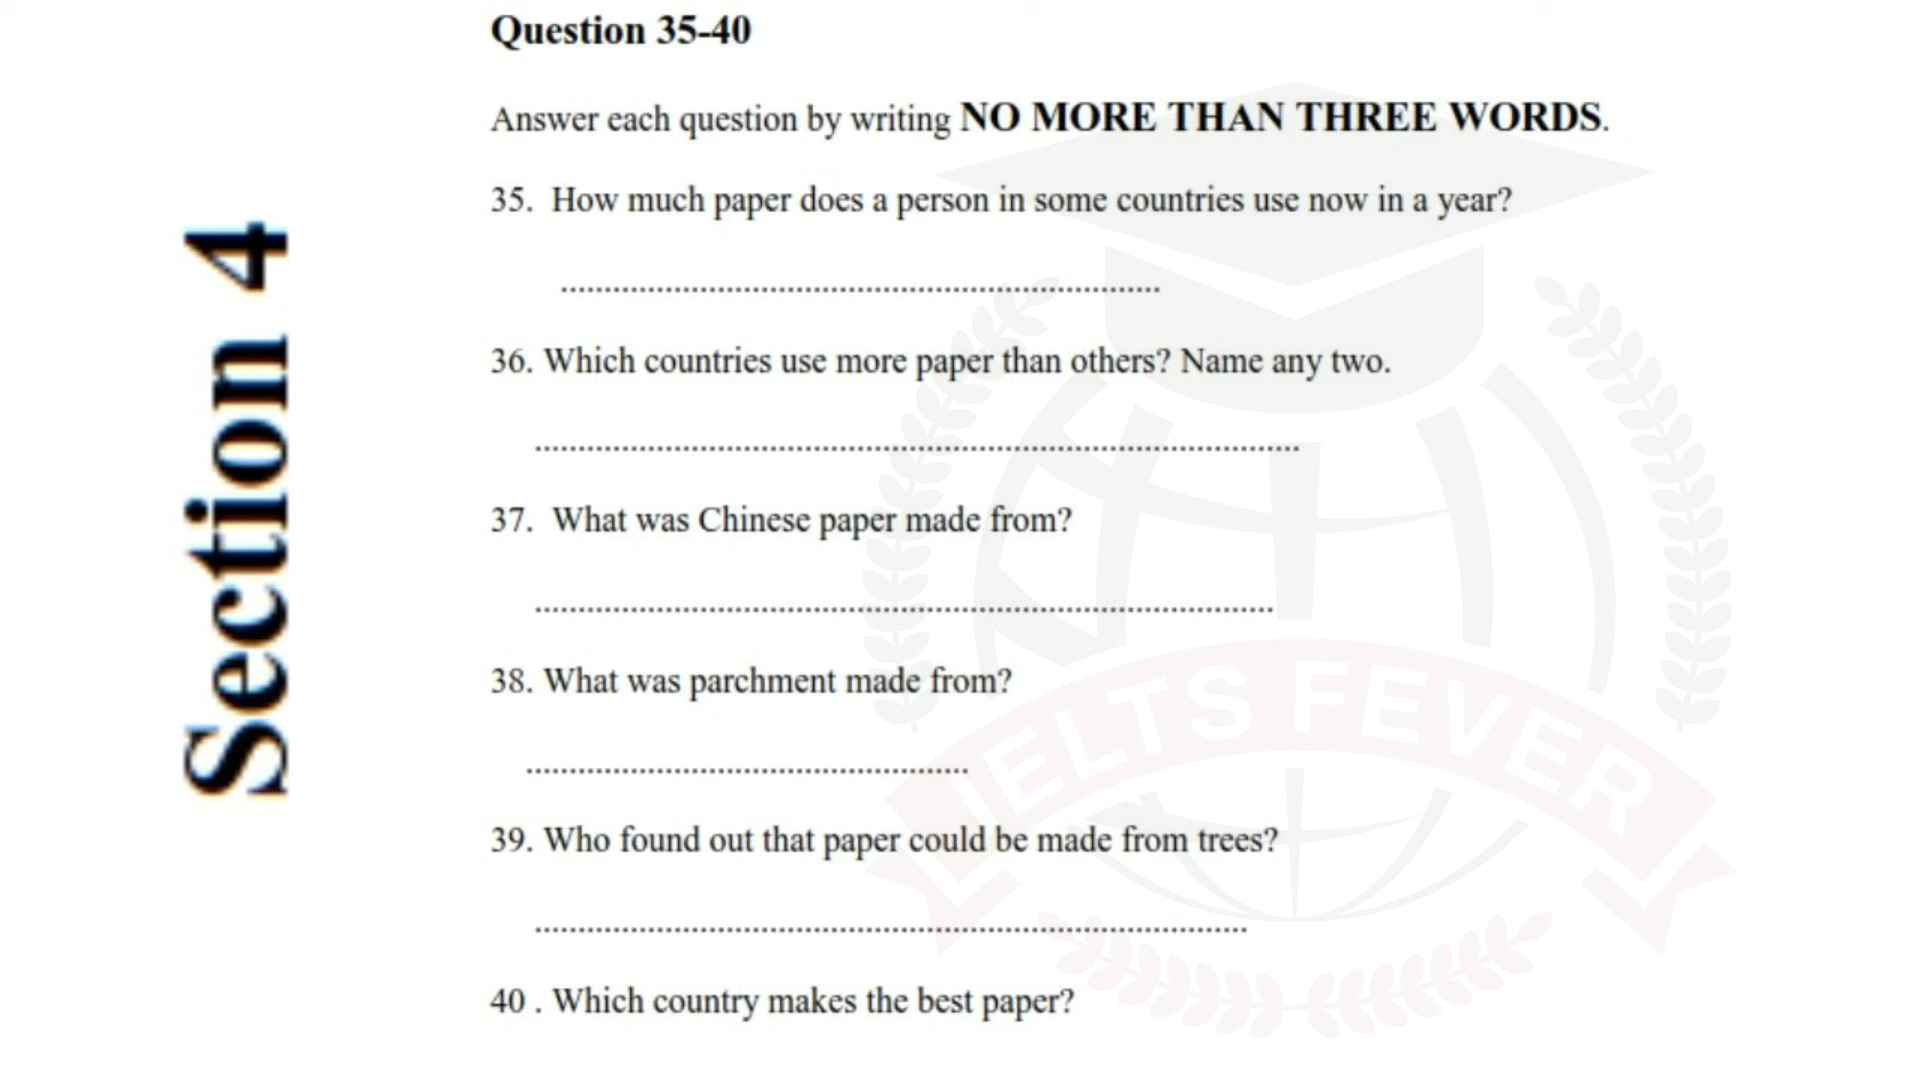 Section 4
Question 35-40
Answer each question by writing NO MORE THAN THREE WORDS.
35. How much paper does a person in some countries use now in a year?
................................................................
36. Which countries use more paper than others? Name any two.
................................................................
37. What was Chinese paper made from?
................................................................
38. What was parchment made from?
................................................................
39. Who found out that paper could be made from trees?
................................................................
40 . Which country makes the best paper?
IELTS FEVER